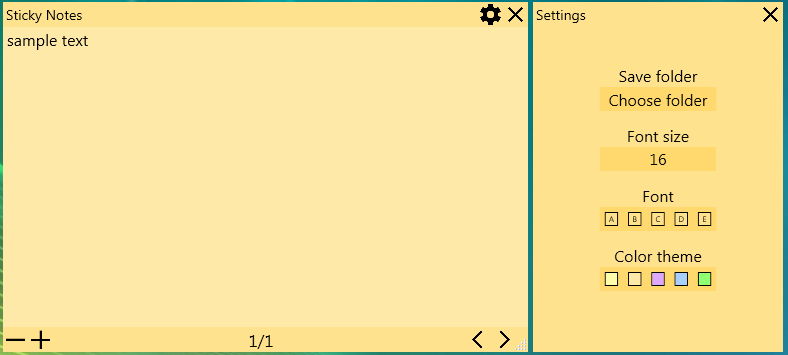 Sticky Notes
sample text
1/1
Settings
Save folder
Choose folder
Font size
16
Font
A B C D E
Color theme